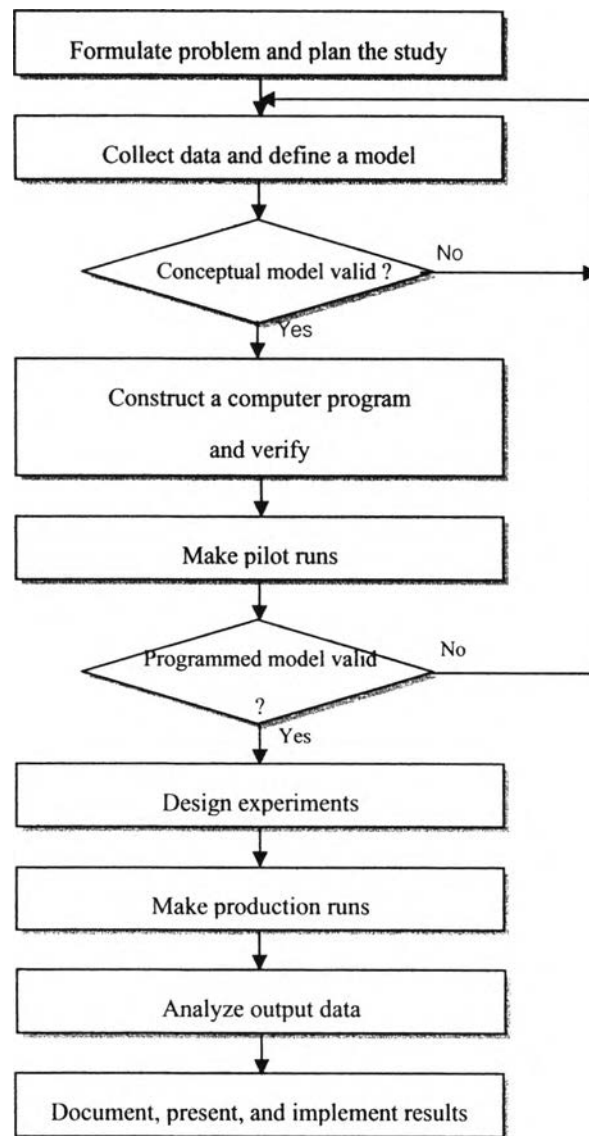 Formulate problem and plan the study
Collect data and define a model
Conceptual model valid ?
No
Yes
Construct a computer program
and verify
Make pilot runs
Programmed model valid
?
No
Yes
Design experiments
Make production runs
Analyze output data
Document, present, and implement results